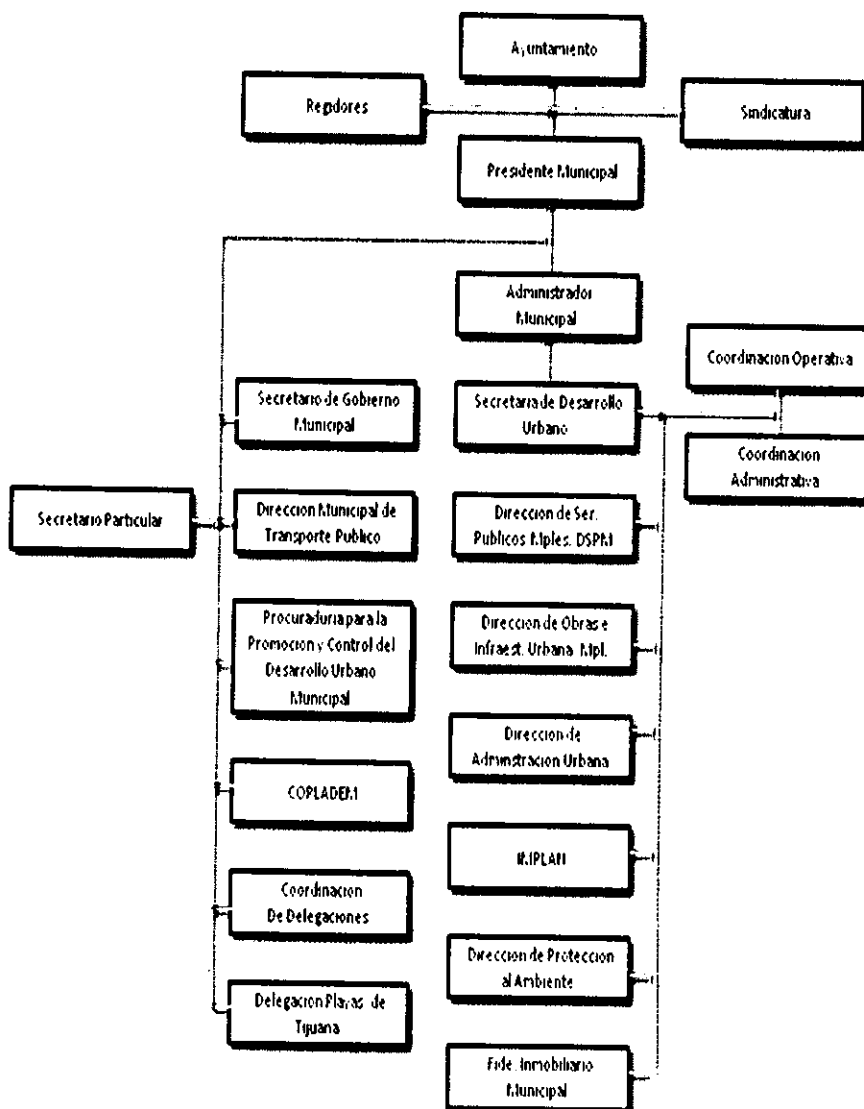 Ayuntamiento
Regidores
Sindicatura
Presidente Municipal
Administrador
Municipal
Coordinacion Operativa
Secretario de Gobierno
Municipal
Secretaria de Desarrollo
Urbano
Coordinacion
Administrativa
Secretario Particular
Direccion Municipal de
Transporte Publico
Direccion de Ser.
Publicos Mples. DSPM
Procuraduria para la
Promocion y Control del
Desarrollo Urbano
Municipal
Direccion de Obras e
Infraest. Urbana Mpl.
Direccion de
Adminstracion Urbana
COPLADEM
IMPLAN
Coordinacion
De Delegaciones
Direccion de Proteccion
al Ambiente
Delegacion Playas de
Tijuana
Fide. Inmobiliario
Municipal